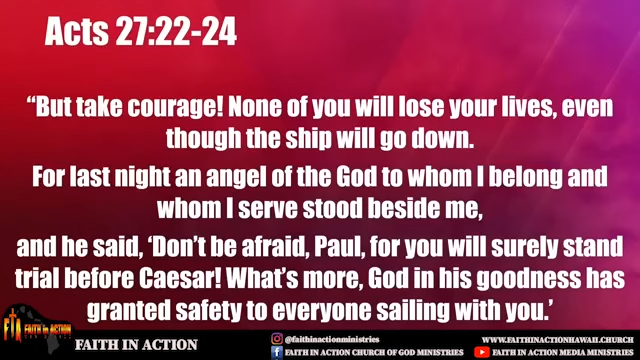 Acts 27:22-24
“But take courage! None of you will lose your lives, even
though the ship will go down.
For last night an angel of the God to whom I belong and
whom I serve stood beside me,
and he said, ‘Don’t be afraid, Paul, for you will surely stand
trial before Caesar! What’s more, God in his goodness has
granted safety to everyone sailing with you.’
FAITH in ACTION
FAITH IN ACTION
@faithinactionministries
WWW.FAITHINACTIONHAWAII.CHURCH
FAITH IN ACTION CHURCH OF GOD MINISTRIES
FAITH IN ACTION MEDIA MINISTRIES